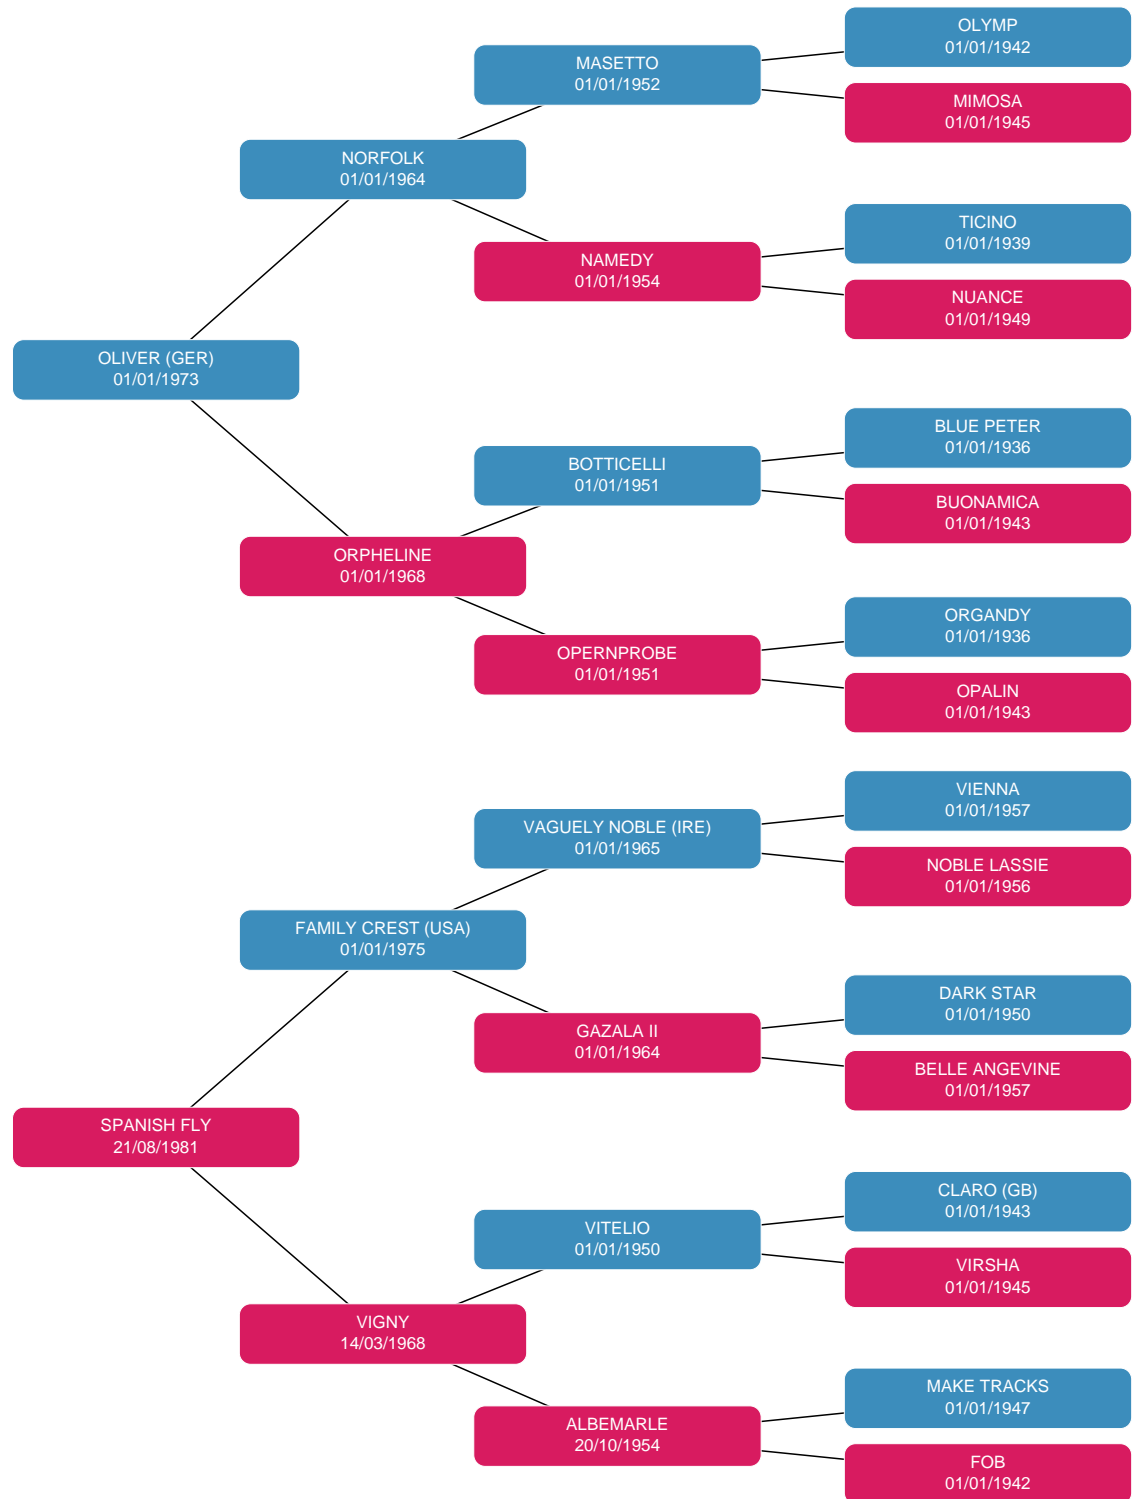 OLYMP
01/01/1942
MASETTO
01/01/1952
MIMOSA
01/01/1945
NORFOLK
01/01/1964
TICINO
01/01/1939
NAMEDY
01/01/1954
NUANCE
01/01/1949
OLIVER (GER)
01/01/1973
BLUE PETER
01/01/1936
BOTTICELLI
01/01/1951
BUONAMICA
01/01/1943
ORPHELINE
01/01/1968
ORGANDY
01/01/1936
OPERNPROBE
01/01/1951
OPALIN
01/01/1943
VIENNA
01/01/1957
VAGUELY NOBLE (IRE)
01/01/1965
NOBLE LASSIE
01/01/1956
FAMILY CREST (USA)
01/01/1975
DARK STAR
01/01/1950
GAZALA II
01/01/1964
BELLE ANGEVINE
01/01/1957
SPANISH FLY
21/08/1981
CLARO (GB)
01/01/1943
VITELIO
01/01/1950
VIRSHA
01/01/1945
VIGNY
14/03/1968
MAKE TRACKS
01/01/1947
ALBEMARLE
20/10/1954
FOB
01/01/1942